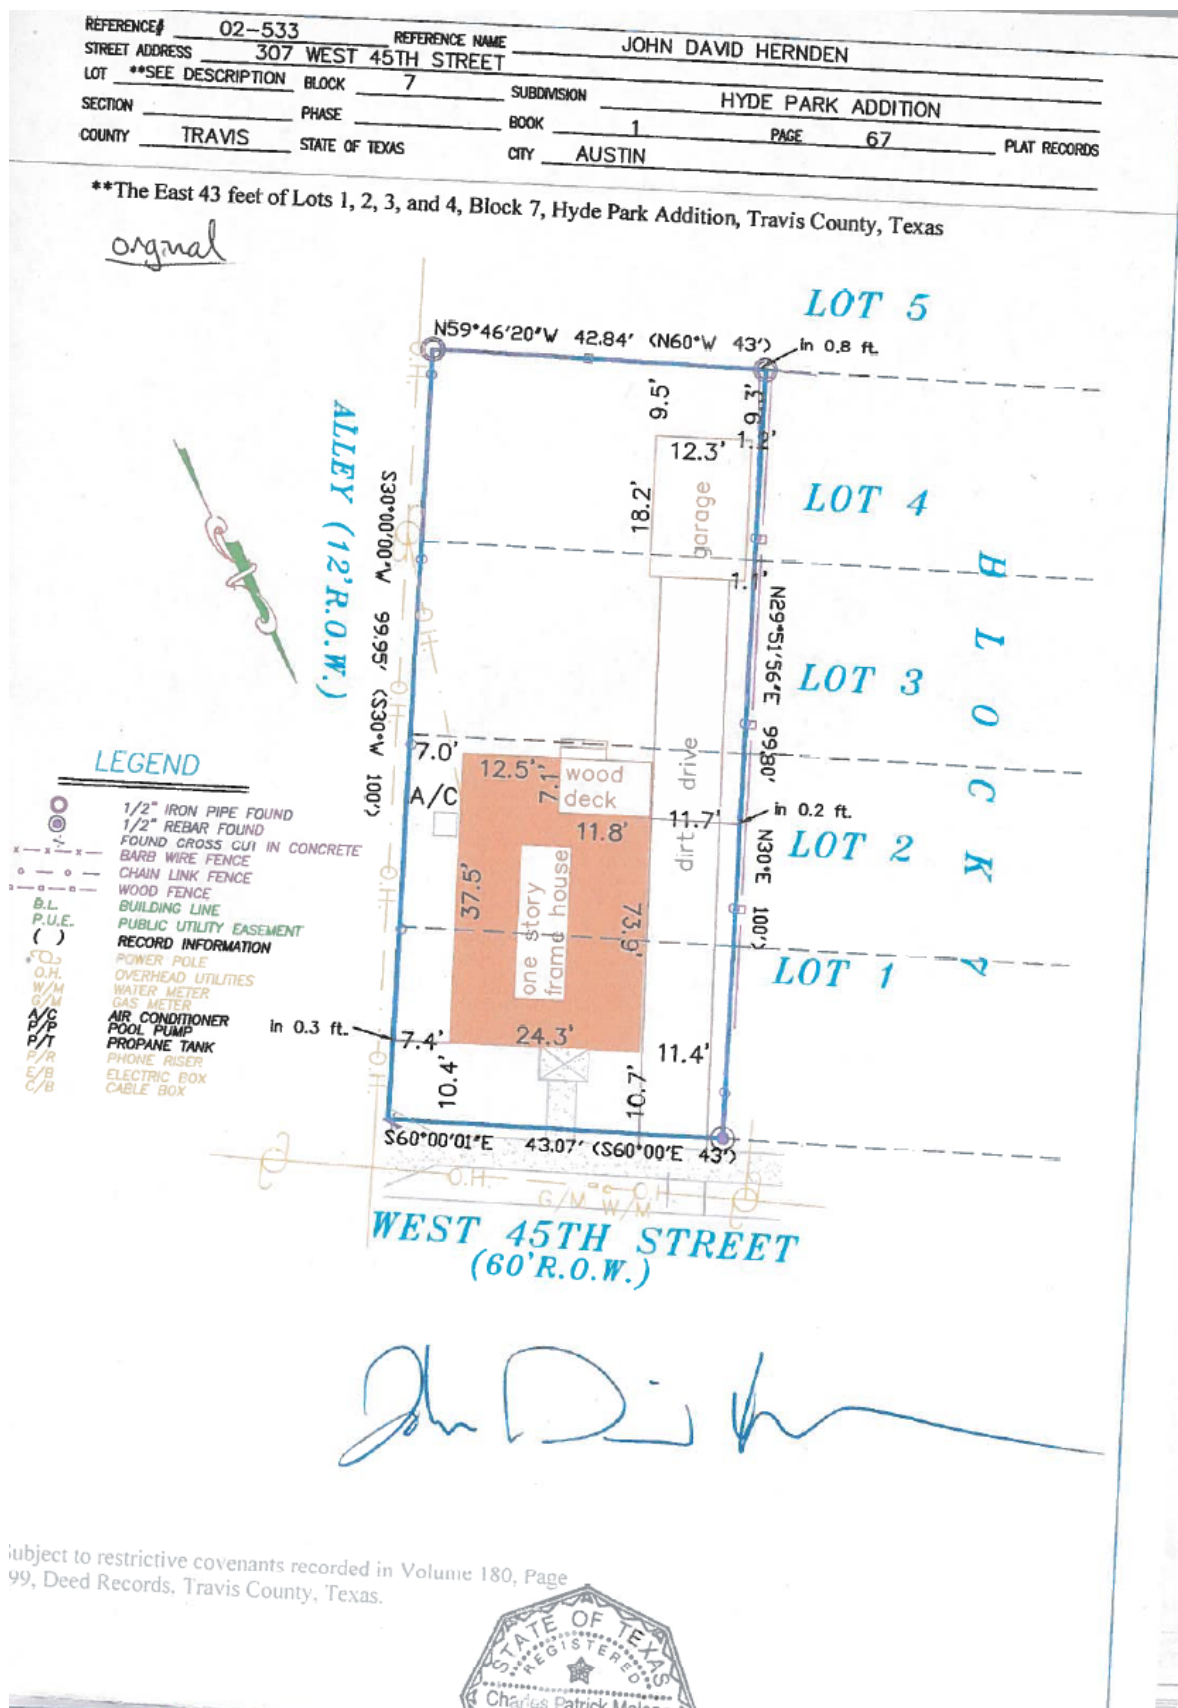 REFERENCE# 02-533 REFERENCE NAME JOHN DAVID HERNDEN
STREET ADDRESS 307 WEST 45TH STREET
LOT **SEE DESCRIPTION BLOCK 7 SUBDIVISION HYDE PARK ADDITION
SECTION PHASE BOOK 1 PAGE 67 PLAT RECORDS
COUNTY TRAVIS STATE OF TEXAS CITY AUSTIN
**The East 43 feet of Lots 1, 2, 3, and 4, Block 7, Hyde Park Addition, Travis County, Texas
orginal
LOT 5
N59°46'20"W 42.84' (N60°W 43')
in 0.8 ft.
O.H.
9.5'
9.3'
1.2'
12.3'
18.2'
garage
LOT 4
ALLEY (12'R.O.W.)
S30°00'00"W 99.95' (S30°W 100')
1.1'
N29°51'56"E 99.80' (N30°E 100')
BLOCK 7
O.H.
LOT 3
O.H.
7.0'
12.5'
7.1'
wood
deck
dirt drive
A/C
11.8'
11.7'
in 0.2 ft.
LOT 2
37.5'
one story
frame house
73.9'
O.H.
LOT 1
LEGEND
1/2" IRON PIPE FOUND
1/2" REBAR FOUND
FOUND CROSS CUT IN CONCRETE
BARB WIRE FENCE
CHAIN LINK FENCE
WOOD FENCE
B.L. BUILDING LINE
P.U.E. PUBLIC UTILITY EASEMENT
( ) RECORD INFORMATION
POWER POLE
O.H. OVERHEAD UTILITIES
W/M WATER METER
G/M GAS METER
A/C AIR CONDITIONER
P/P POOL PUMP
P/T PROPANE TANK
P/R PHONE RISER
E/B ELECTRIC BOX
C/B CABLE BOX
in 0.3 ft.
7.4'
24.3'
11.4'
O.H.
10.4'
10.7'
S60°00'01"E 43.07' (S60°00'E 43')
O.H. O.H.
G/M W/M
WEST 45TH STREET
(60'R.O.W.)
John David
ubject to restrictive covenants recorded in Volume 180, Page
99, Deed Records, Travis County, Texas.
STATE OF TEXAS
REGISTERED
Charles Patrick